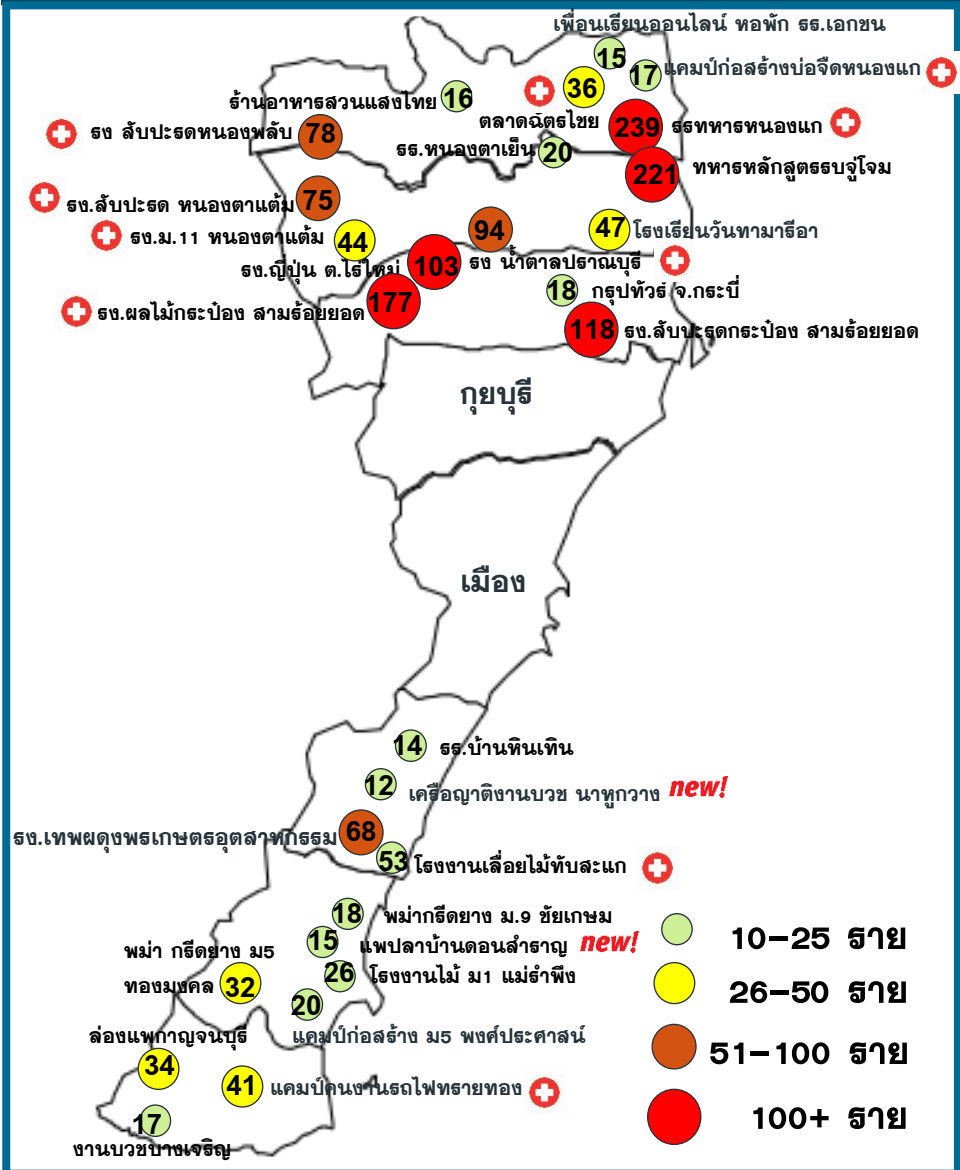 เพื่อนเรียนออนไลน์ หอพัก รร.เอกชน
15
17
แคมป์ก่อสร้างบ่อจืดหนองแก
36
16
ร้านอาหารสวนแสงไทย
ตลาดฉัตรไชย
239
รร.ทหารหนองแก
รง สับปะรดหนองพลับ
78
รร.หนองตาเย็น
20
221
ทหารหลักสูตรรบจู่โจม
รง.สับปะรด หนองตาแต้ม
75
รง.ม.11 หนองตาแต้ม
44
94
47
โรงเรียนวันทามารีอา
รง.ญี่ปุ่น ต.ไร่ใหม่
103
รง น้ำตาลปราณบุรี
18
กรุปทัวร์ จ.กระบี่
รง.ผลไม้กระป๋อง สามร้อยยอด
177
118
รง.สับปะรดกระป๋อง สามร้อยยอด
กุยบุรี
เมือง
14
รร.บ้านหินเทิน
12
เครือญาติงานบวช นาหูกวาง new!
รง.เทพผดุงพรเกษตรอุตสาหกรรม
68
53
โรงงานเลื่อยไม้ทับสะแก
18
พม่ากรีดยาง ม.9 ชัยเกษม
15
แพปลาบ้านดอนสำราญ new!
พม่า กรีดยาง ม5
ทองมงคล
32
26
โรงงานไม้ ม1 แม่รำพึง
20
แคมป์ก่อสร้าง ม5 พงศ์ประศาสน์
ล่องแพกาญจนบุรี
34
41
แคมป์คนงานรถไฟทรายทอง
17
งานบวชบางเจริญ
10-25 ราย
26-50 ราย
51-100 ราย
100+ ราย